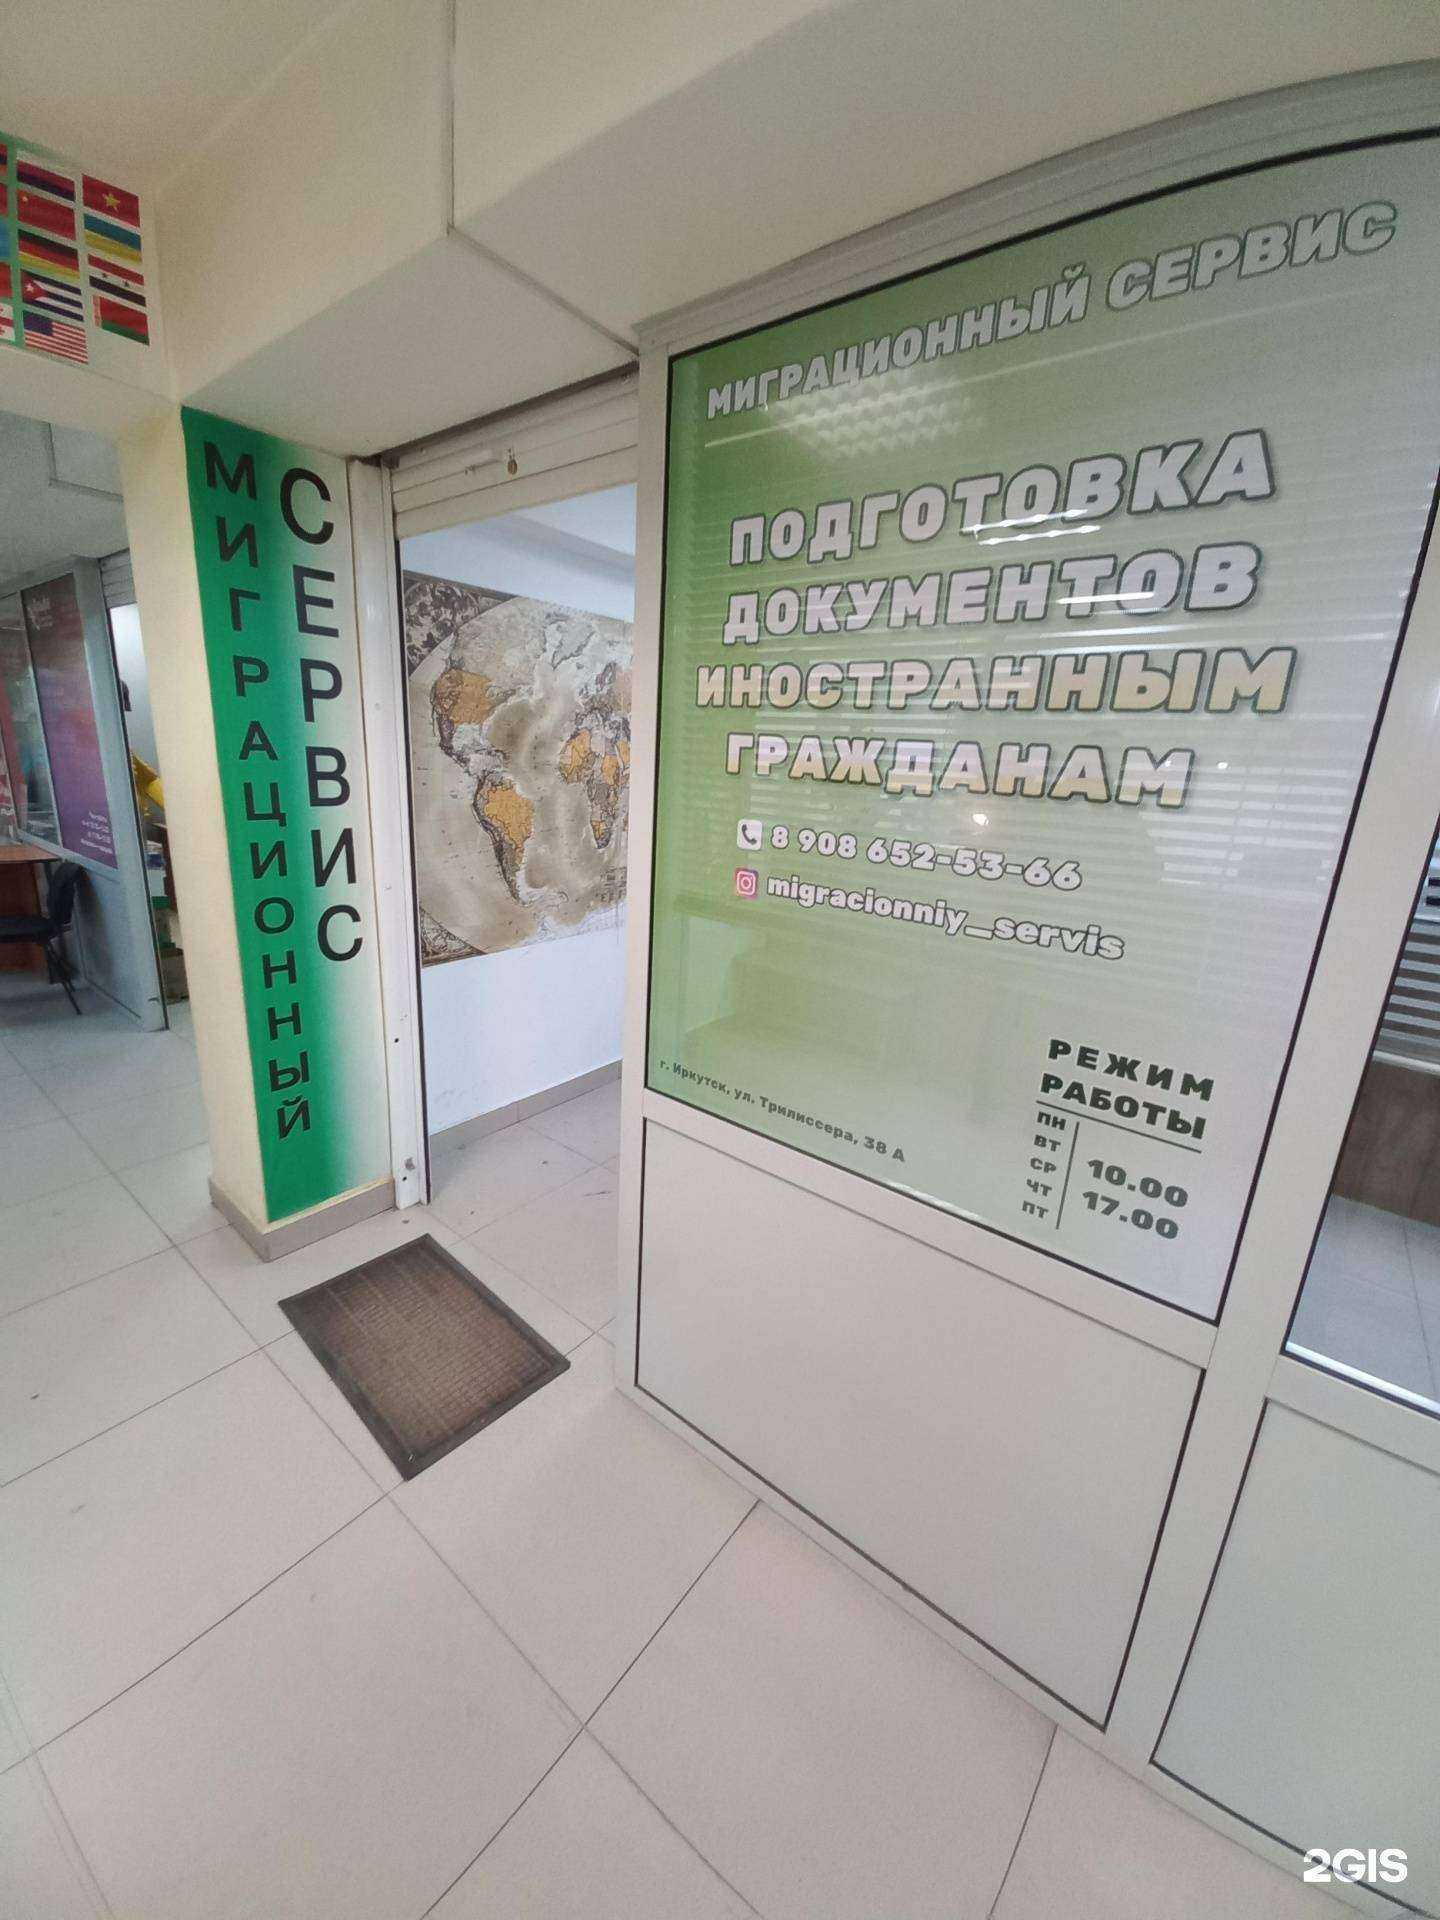 МИГРАЦИОННЫЙ
СЕРВИС
МИГРАЦИОННЫЙ СЕРВИС
ПОДГОТОВКА
ДОКУМЕНТОВ
ИНОСТРАННЫМ
ГРАЖДАНАМ
8 908 652-53-66
migracionniy_servis
г. Иркутск, ул. Трилиссера, 38 А
РЕЖИМ
РАБОТЫ
ПН
ВТ
СР
ЧТ
ПТ
10.00
17.00
2GIS